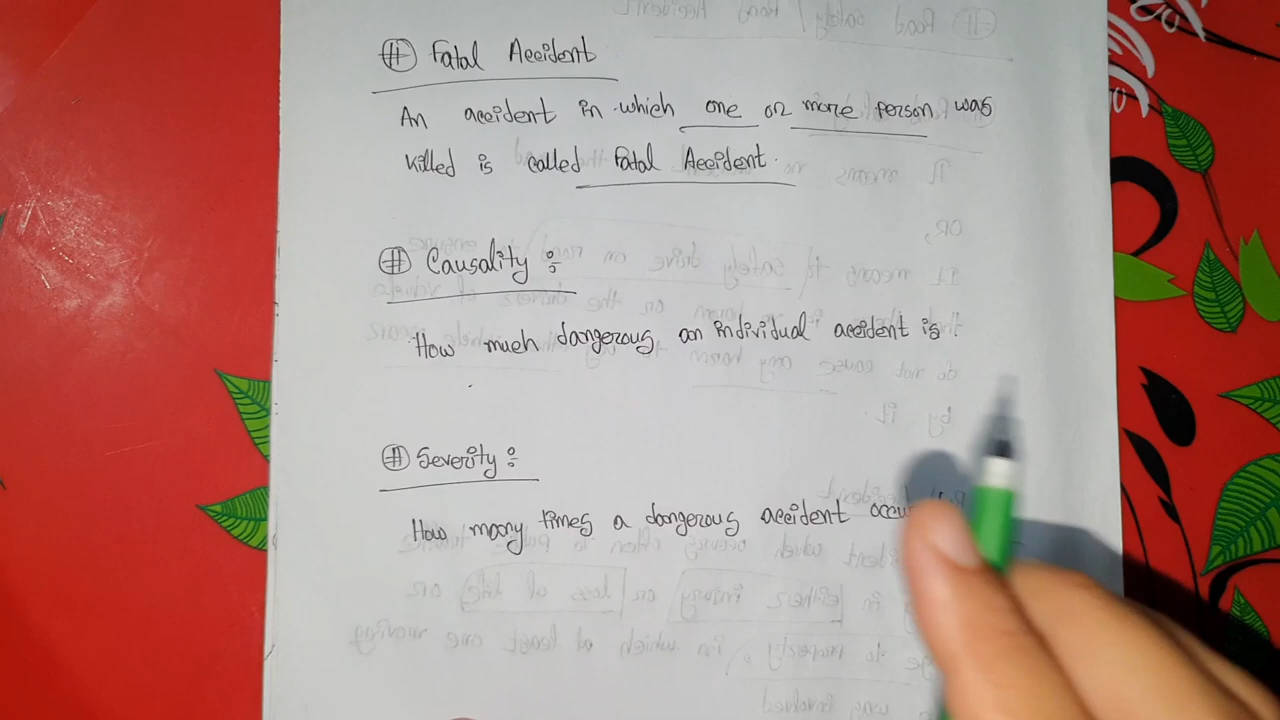 # Fatal Accident
An accident in which one or more person was
killed is called Fatal Accident.
# Causality :-
How much dangerous an individual accident is.
# Severity :-
How many times a dangerous accident